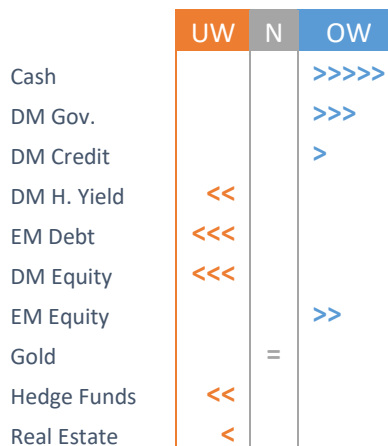 UW N OW
Cash >>>>>
DM Gov. >>>
DM Credit >
DM H. Yield <<
EM Debt <<<
DM Equity <<<
EM Equity >>
Gold =
Hedge Funds <<
Real Estate <